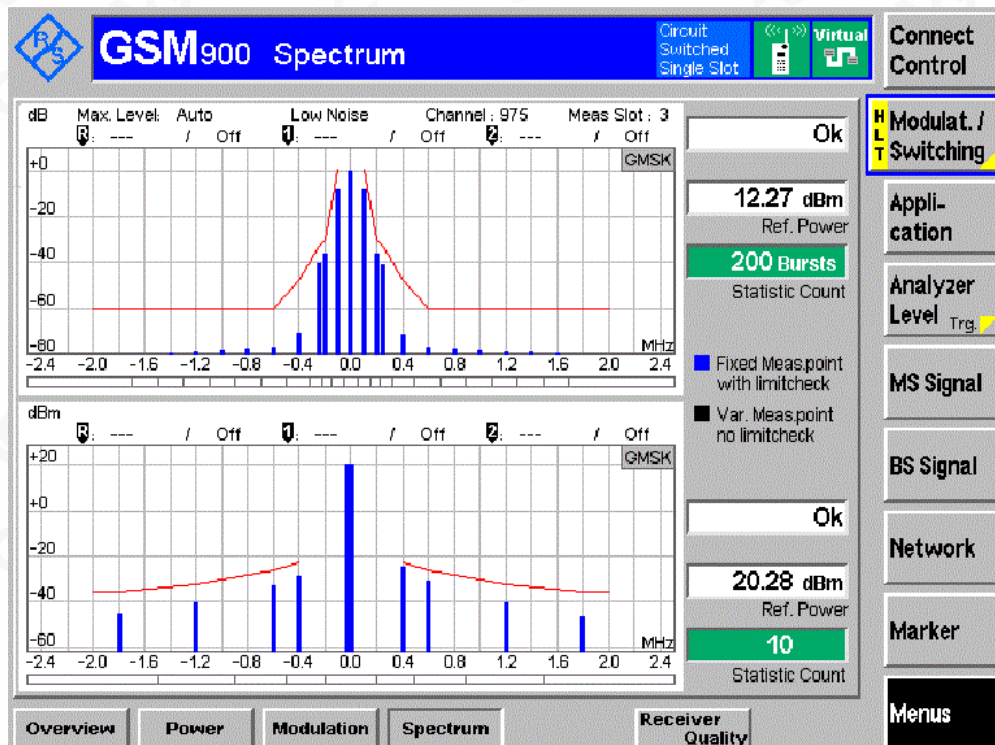 R S
GSM900 Spectrum
Circuit
Switched
Single Slot
Virtual
Connect
Control
dB Max. Level: Auto Low Noise Channel : 975 Meas Slot : 3
R : --- / Off 1 : --- / Off 2 : --- / Off
GMSK
+0
-20
-40
-60
-80
MHz
-2.4 -2.0 -1.6 -1.2 -0.8 -0.4 0.0 0.4 0.8 1.2 1.6 2.0 2.4
Ok
12.27 dBm
Ref. Power
200 Bursts
Statistic Count
Fixed Meas.point
with limitcheck
Var. Meas.point
no limitcheck
dBm
R : --- / Off 1 : --- / Off 2 : --- / Off
GMSK
+20
+0
-20
-40
-60
MHz
-2.4 -2.0 -1.6 -1.2 -0.8 -0.4 0.0 0.4 0.8 1.2 1.6 2.0 2.4
Ok
20.28 dBm
Ref. Power
10
Statistic Count
HLT
Modulat. /
Switching
Appli-
cation
Analyzer
Level Trg.
MS Signal
BS Signal
Network
Marker
Menus
Overview
Power
Modulation
Spectrum
Receiver
Quality